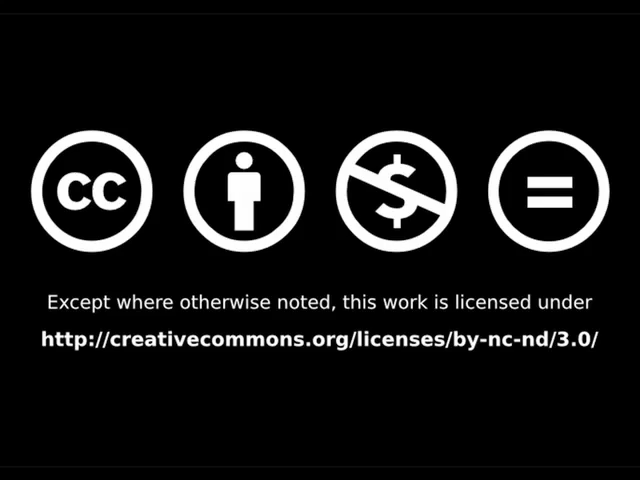 cc
$
=
Except where otherwise noted, this work is licensed under
http://creativecommons.org/licenses/by-nc-nd/3.0/